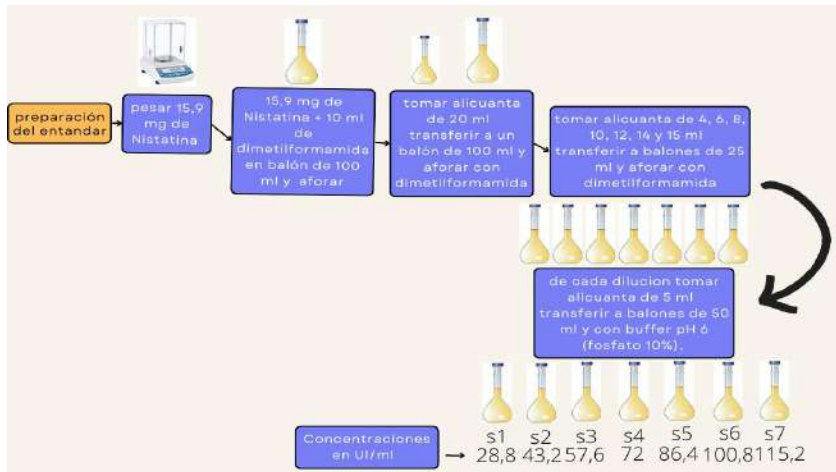 preparación
del entandar
pesar 15,9
mg de
Nistatina
15,9 mg de
Nistatina + 10 ml
de
dimetilformamida
en balón de 100
ml y aforar
tomar alicuanta
de 20 ml
transferir a un
balón de 100 ml y
aforar con
dimetilformamida
tomar alicuanta de 4, 6, 8,
10, 12, 14 y 15 ml
transferir a balones de 25
ml y aforar con
dimetilformamida
de cada dilucion tomar
alicuanta de 5 ml
transferir a balones de 50
ml y con buffer pH 6
(fosfato 10%).
Concentraciones
en UI/ml
s1 s2 s3 s4 s5 s6 s7
28,8 43,2 57,6 72 86,4 100,8 115,2